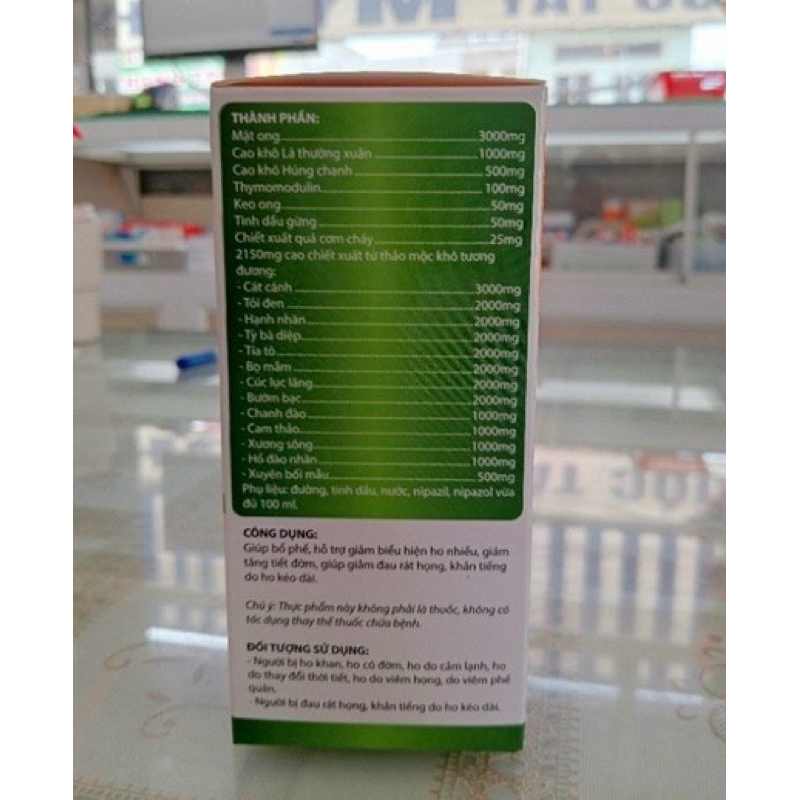 THÀNH PHẦN:
Mật ong 3000mg
Cao khô Lá thường xuân 1000mg
Cao khô Húng chanh 500mg
Thymomodulin 100mg
Keo ong 50mg
Tinh dầu gừng 50mg
Chiết xuất quả cơm cháy 25mg
2150mg cao chiết xuất từ thảo mộc khô tương
đương:
- Cát cánh 3000mg
- Tỏi đen 2000mg
- Hạnh nhân 2000mg
- Tỳ bà diệp 2000mg
- Tía tô 2000mg
- Bọ mắm 2000mg
- Cúc lục lăng 2000mg
- Bướm bạc 2000mg
- Chanh đào 1000mg
- Cam thảo 1000mg
- Xương sông 1000mg
- Hồ đào nhân 1000mg
- Xuyên bối mẫu 500mg
Phụ liệu: đường, tinh dầu, nước, nipazil, nipazol vừa
đủ 100 ml.
CÔNG DỤNG:
Giúp bổ phế, hỗ trợ giảm biểu hiện ho nhiều, giảm
tăng tiết đờm, giúp giảm đau rát họng, khản tiếng
do ho kéo dài.
Chú ý: Thực phẩm này không phải là thuốc, không có
tác dụng thay thế thuốc chữa bệnh.
ĐỐI TƯỢNG SỬ DỤNG:
- Người bị ho khan, ho có đờm, ho do cảm lạnh, ho
do thay đổi thời tiết, ho do viêm họng, do viêm phế
quản.
- Người bị đau rát họng, khản tiếng do ho kéo dài.